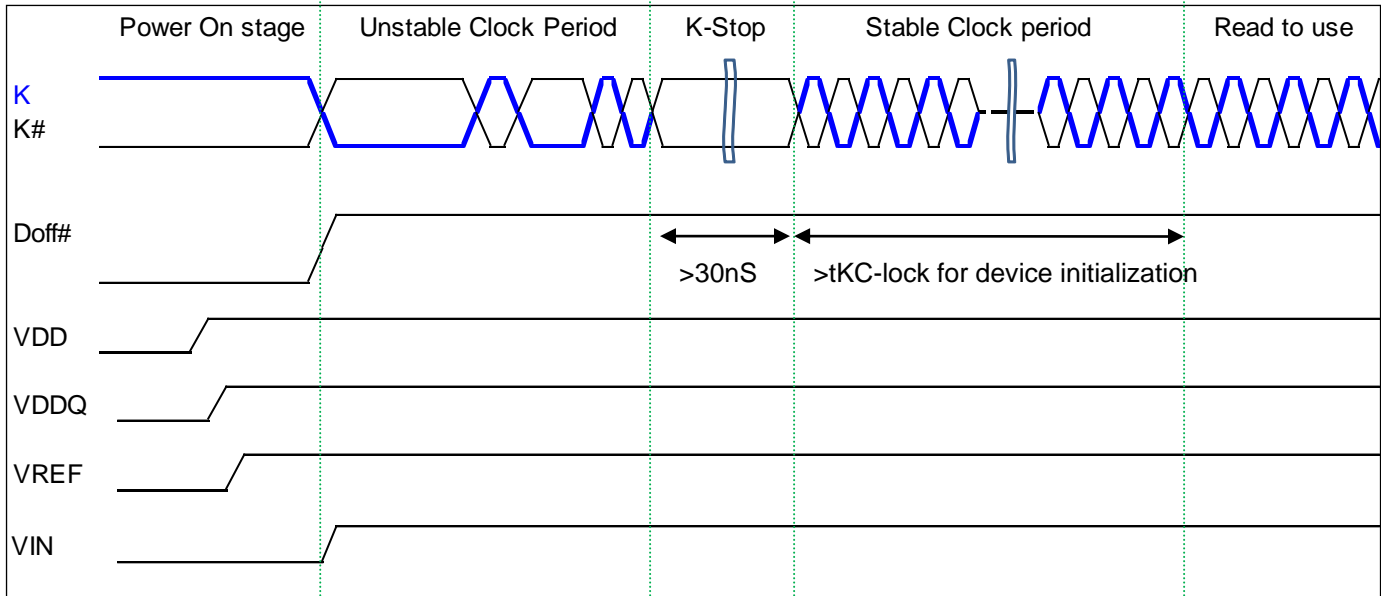 Power On stage Unstable Clock Period K-Stop Stable Clock period Read to use
K
K#
Doff#
>30nS >tKC-lock for device initialization
VDD
VDDQ
VREF
VIN